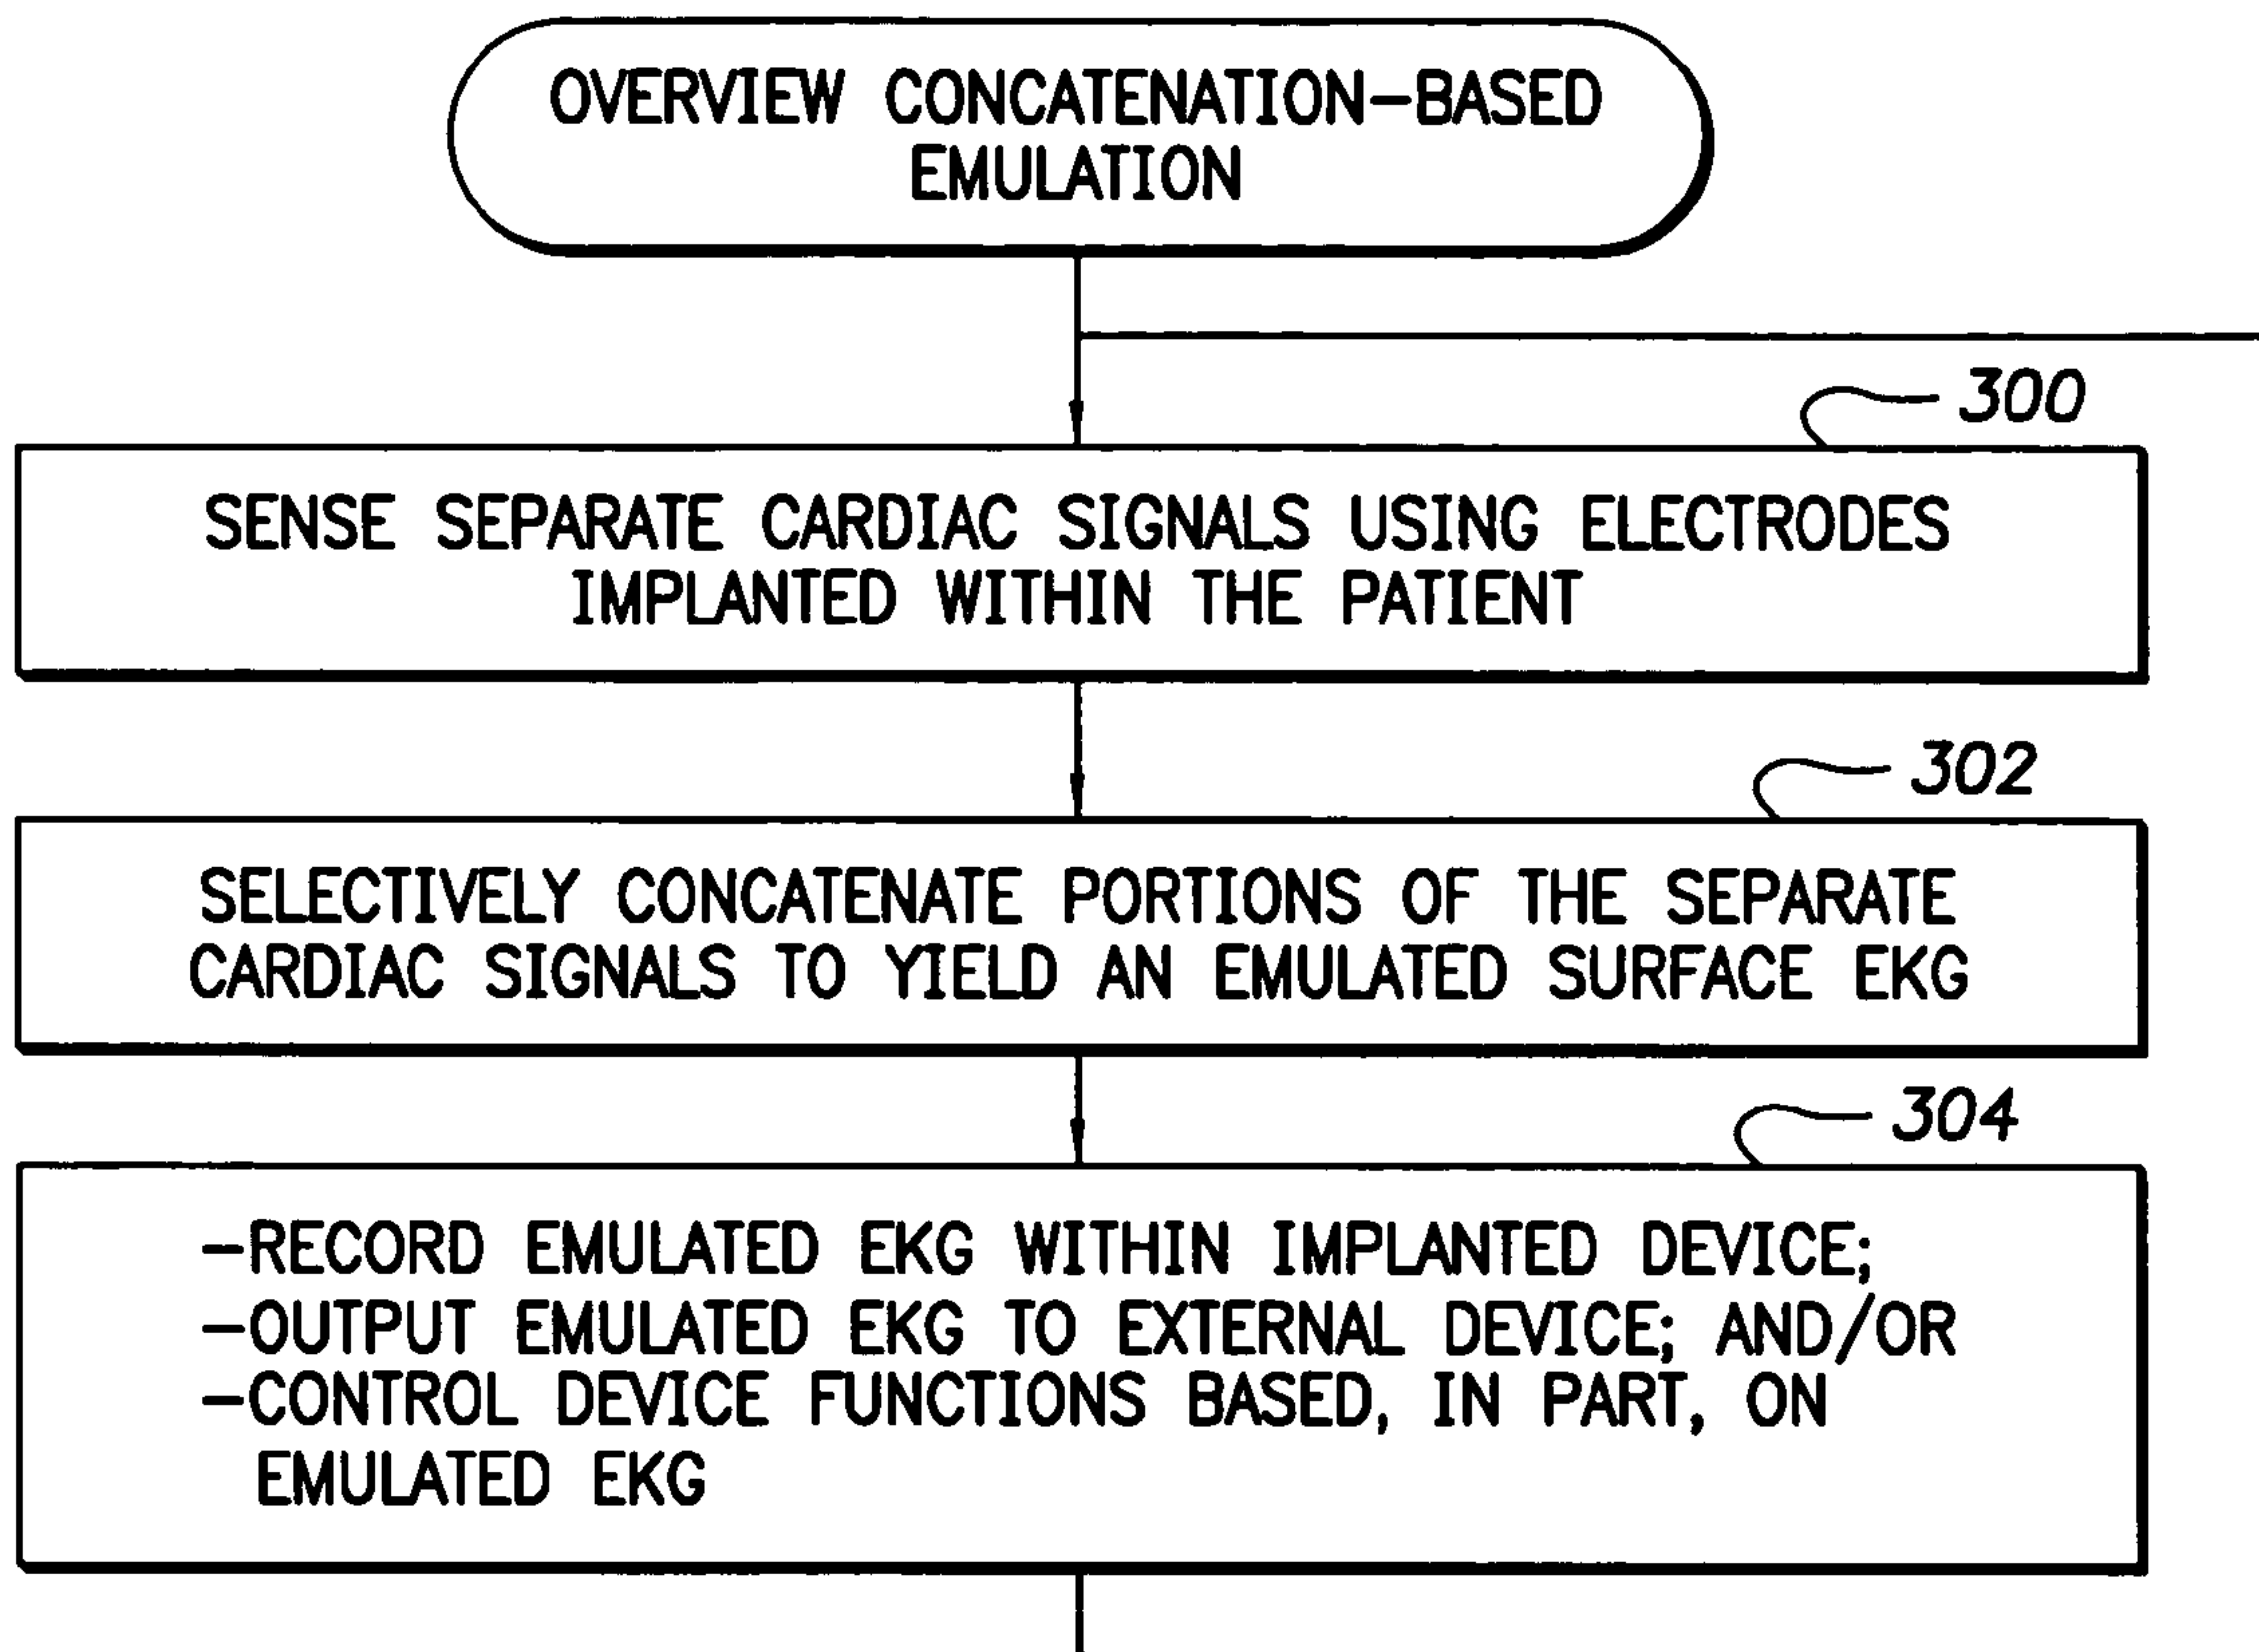 OVERVIEW CONCATENATION-BASED
EMULATION
300
SENSE SEPARATE CARDIAC SIGNALS USING ELECTRODES
IMPLANTED WITHIN THE PATIENT
302
SELECTIVELY CONCATENATE PORTIONS OF THE SEPARATE
CARDIAC SIGNALS TO YIELD AN EMULATED SURFACE EKG
304
-RECORD EMULATED EKG WITHIN IMPLANTED DEVICE;
-OUTPUT EMULATED EKG TO EXTERNAL DEVICE; AND/OR
-CONTROL DEVICE FUNCTIONS BASED, IN PART, ON
EMULATED EKG